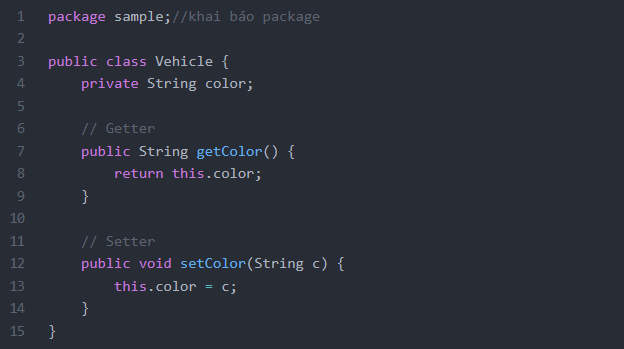 1 package sample;//khai báo package
2
3 public class Vehicle {
4     private String color;
5
6     // Getter
7     public String getColor() {
8         return this.color;
9     }
10
11     // Setter
12     public void setColor(String c) {
13         this.color = c;
14     }
15 }